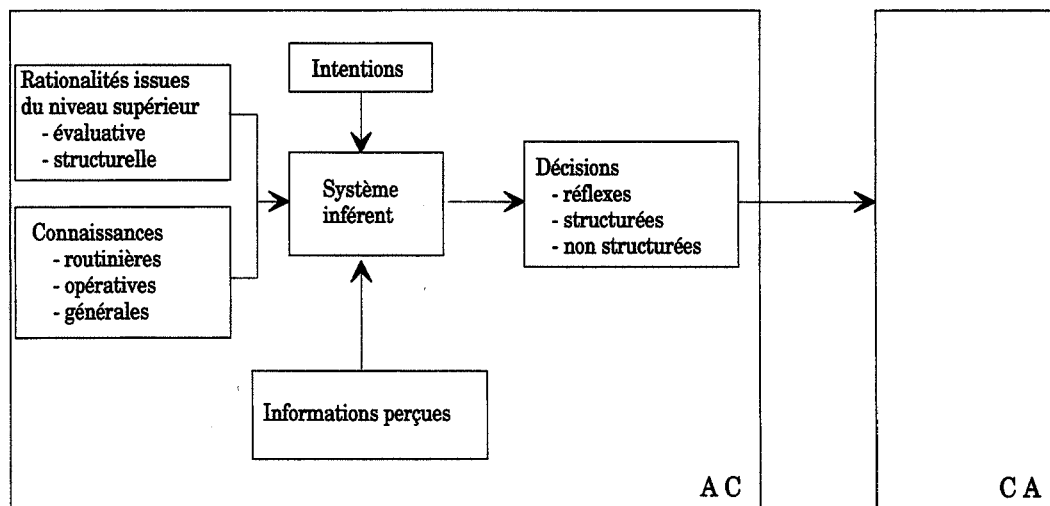 Rationalités issues
du niveau supérieur
- évaluative
- structurelle
Connaissances
- routinières
- opératives
- générales
Intentions
Système
inférent
Informations perçues
Décisions
- réflexes
- structurées
- non structurées
A C
C A